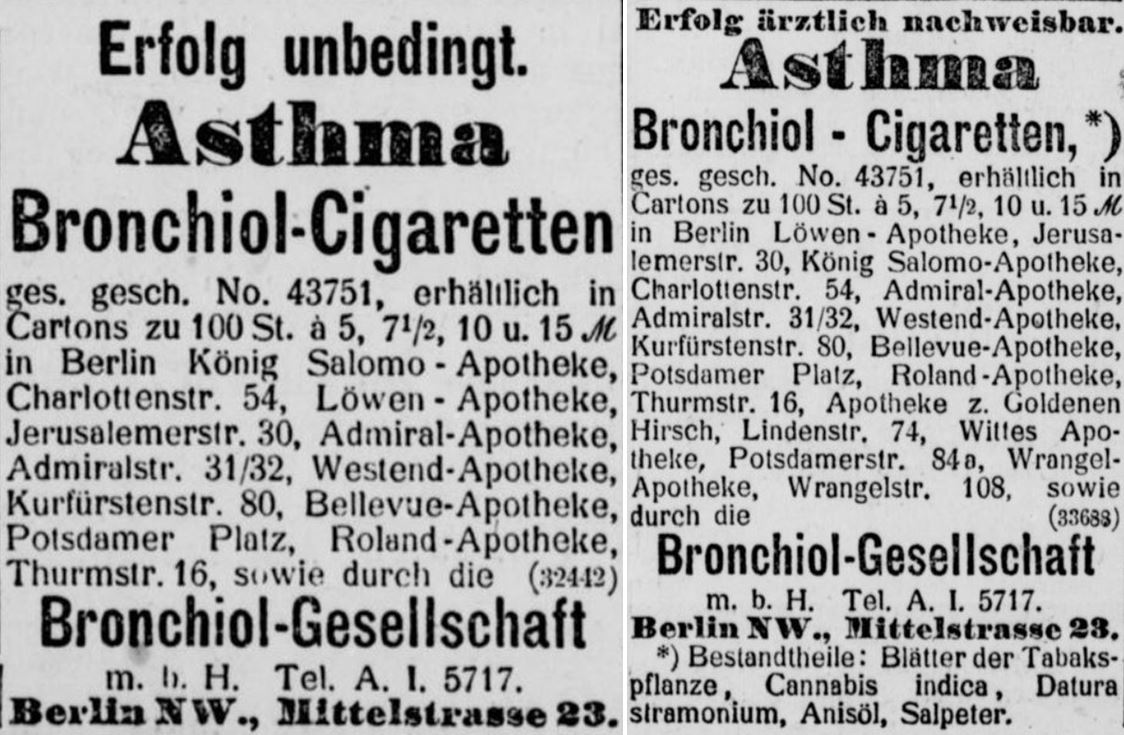 Erfolg unbedingt.
Asthma
Bronchiol-Cigaretten
ges. gesch. No. 43751, erhältlich in
Cartons zu 100 St. à 5, 7½, 10 u. 15 ℳ
in Berlin König Salomo-Apotheke,
Charlottenstr. 54, Löwen-Apotheke,
Jerusalemerstr. 30, Admiral-Apotheke,
Admiralstr. 31/32, Westend-Apotheke,
Kurfürstenstr. 80, Bellevue-Apotheke,
Potsdamer Platz, Roland-Apotheke,
Thurmstr. 16, sowie durch die (32442)
Bronchiol-Gesellschaft
m. b. H. Tel. A. I. 5717.
Berlin NW., Mittelstrasse 23.
Erfolg ärztlich nachweisbar.
Asthma
Bronchiol - Cigaretten,*)
ges. gesch. No. 43751, erhältlich in
Cartons zu 100 St. à 5, 7½, 10 u. 15 ℳ
in Berlin Löwen-Apotheke, Jerusa-
lemerstr. 30, König Salomo-Apotheke,
Charlottenstr. 54, Admiral-Apotheke,
Admiralstr. 31/32, Westend-Apotheke,
Kurfürstenstr. 80, Bellevue-Apotheke,
Potsdamer Platz, Roland-Apotheke,
Thurmstr. 16, Apotheke z. Goldenen
Hirsch, Lindenstr. 74, Wittes Apo-
theke, Potsdamerstr. 84a, Wrangel-
Apotheke, Wrangelstr. 108, sowie
durch die (33688)
Bronchiol-Gesellschaft
m. b. H. Tel. A. I. 5717.
Berlin NW., Mittelstrasse 23.
*) Bestandtheile: Blätter der Tabaks-
pflanze, Cannabis indica, Datura
stramonium, Anisöl, Salpeter.